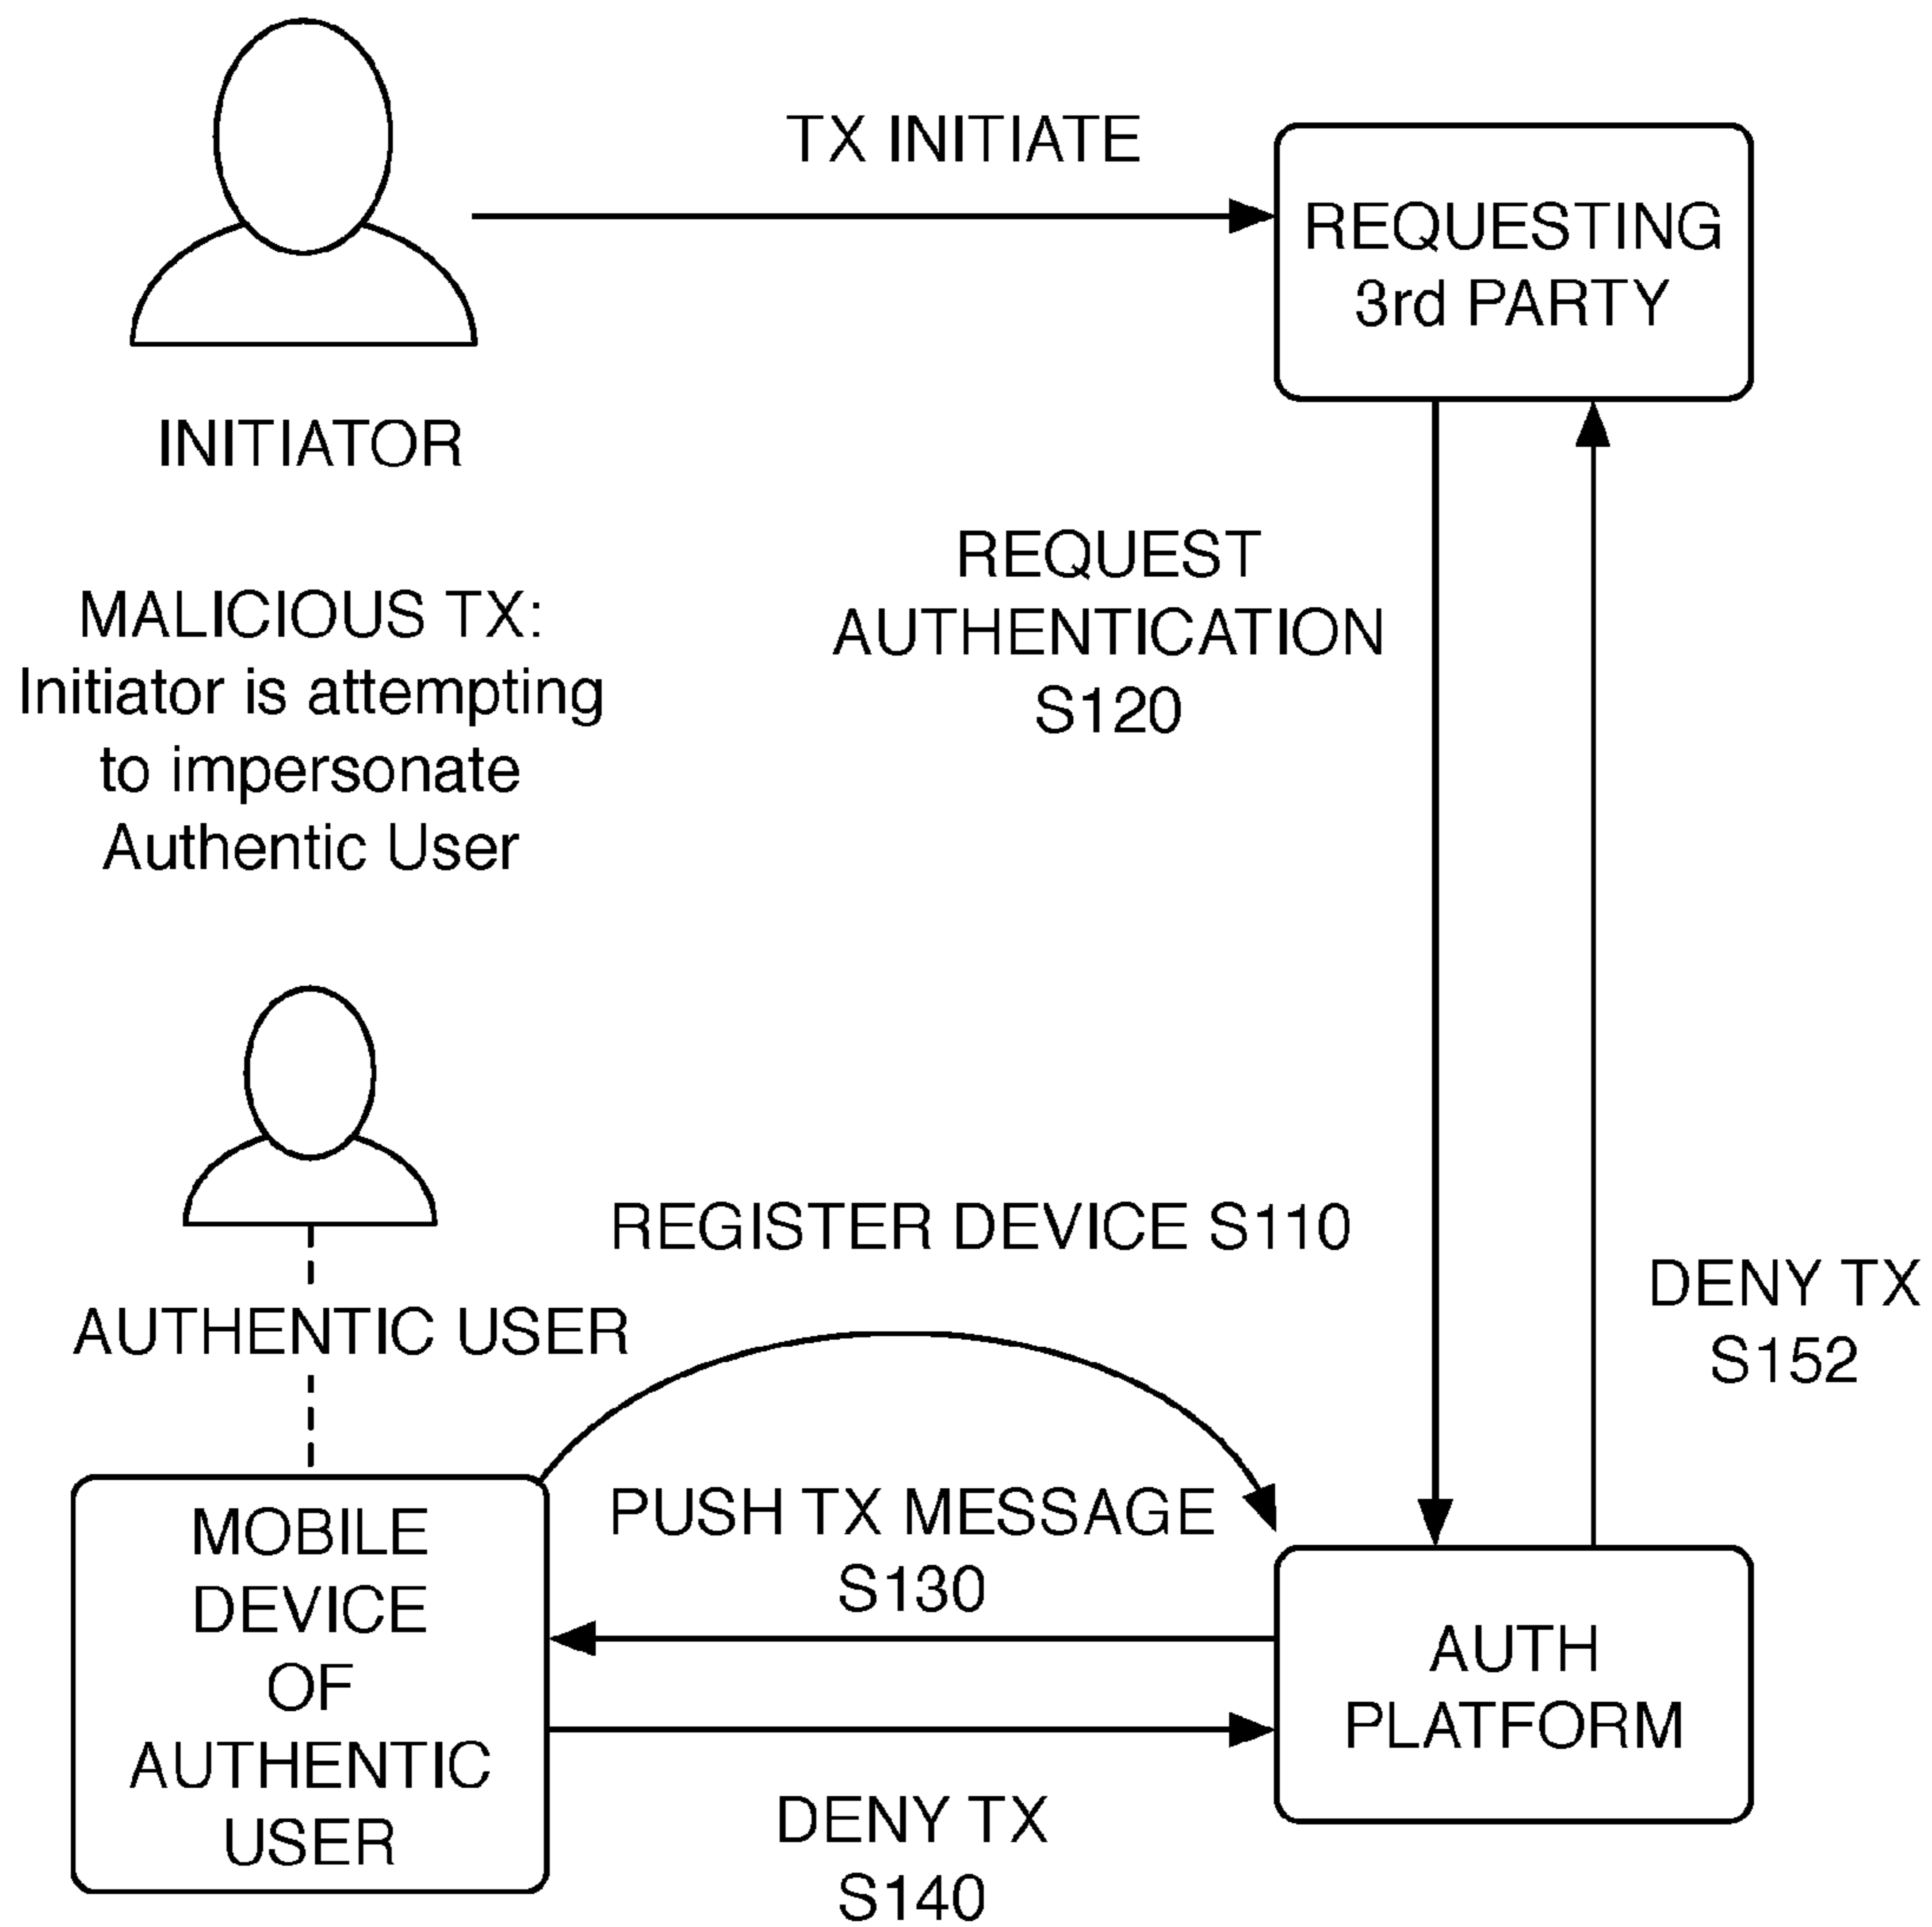 TX INITIATE
REQUESTING
3rd PARTY
INITIATOR
MALICIOUS TX:
Initiator is attempting
to impersonate
Authentic User
REQUEST
AUTHENTICATION
S120
REGISTER DEVICE S110
AUTHENTIC USER
DENY TX
S152
MOBILE
DEVICE
OF
AUTHENTIC
USER
PUSH TX MESSAGE
S130
AUTH
PLATFORM
DENY TX
S140